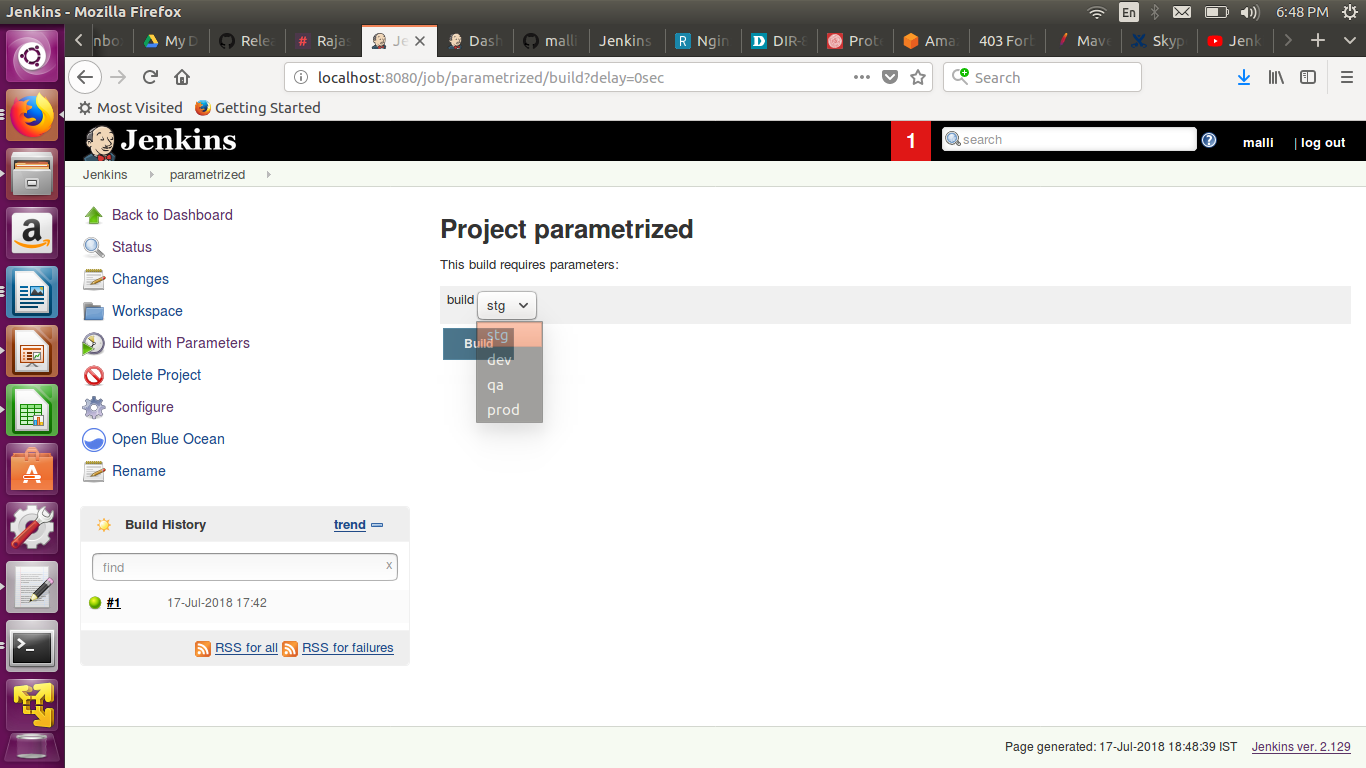 Jenkins - Mozilla Firefox
En
6:48 PM
nbo
My D
Relea
Rajas
Je
Dash
malli
Jenkins
Ngin
DIR-8
Prote
Amaz
403 Fort
Mave
Skyp
Jenk
localhost:8080/job/parametrized/build?delay=0sec
Search
Most Visited
Getting Started
Jenkins
1
search
malli
| log out
Jenkins
parametrized
Back to Dashboard
Status
Changes
Workspace
Build with Parameters
Delete Project
Configure
Open Blue Ocean
Rename
Project parametrized
This build requires parameters:
build
stg
stg
Build
dev
qa
prod
Build History
trend
find
x
#1
17-Jul-2018 17:42
RSS for all
RSS for failures
Page generated: 17-Jul-2018 18:48:39 IST
Jenkins ver. 2.129